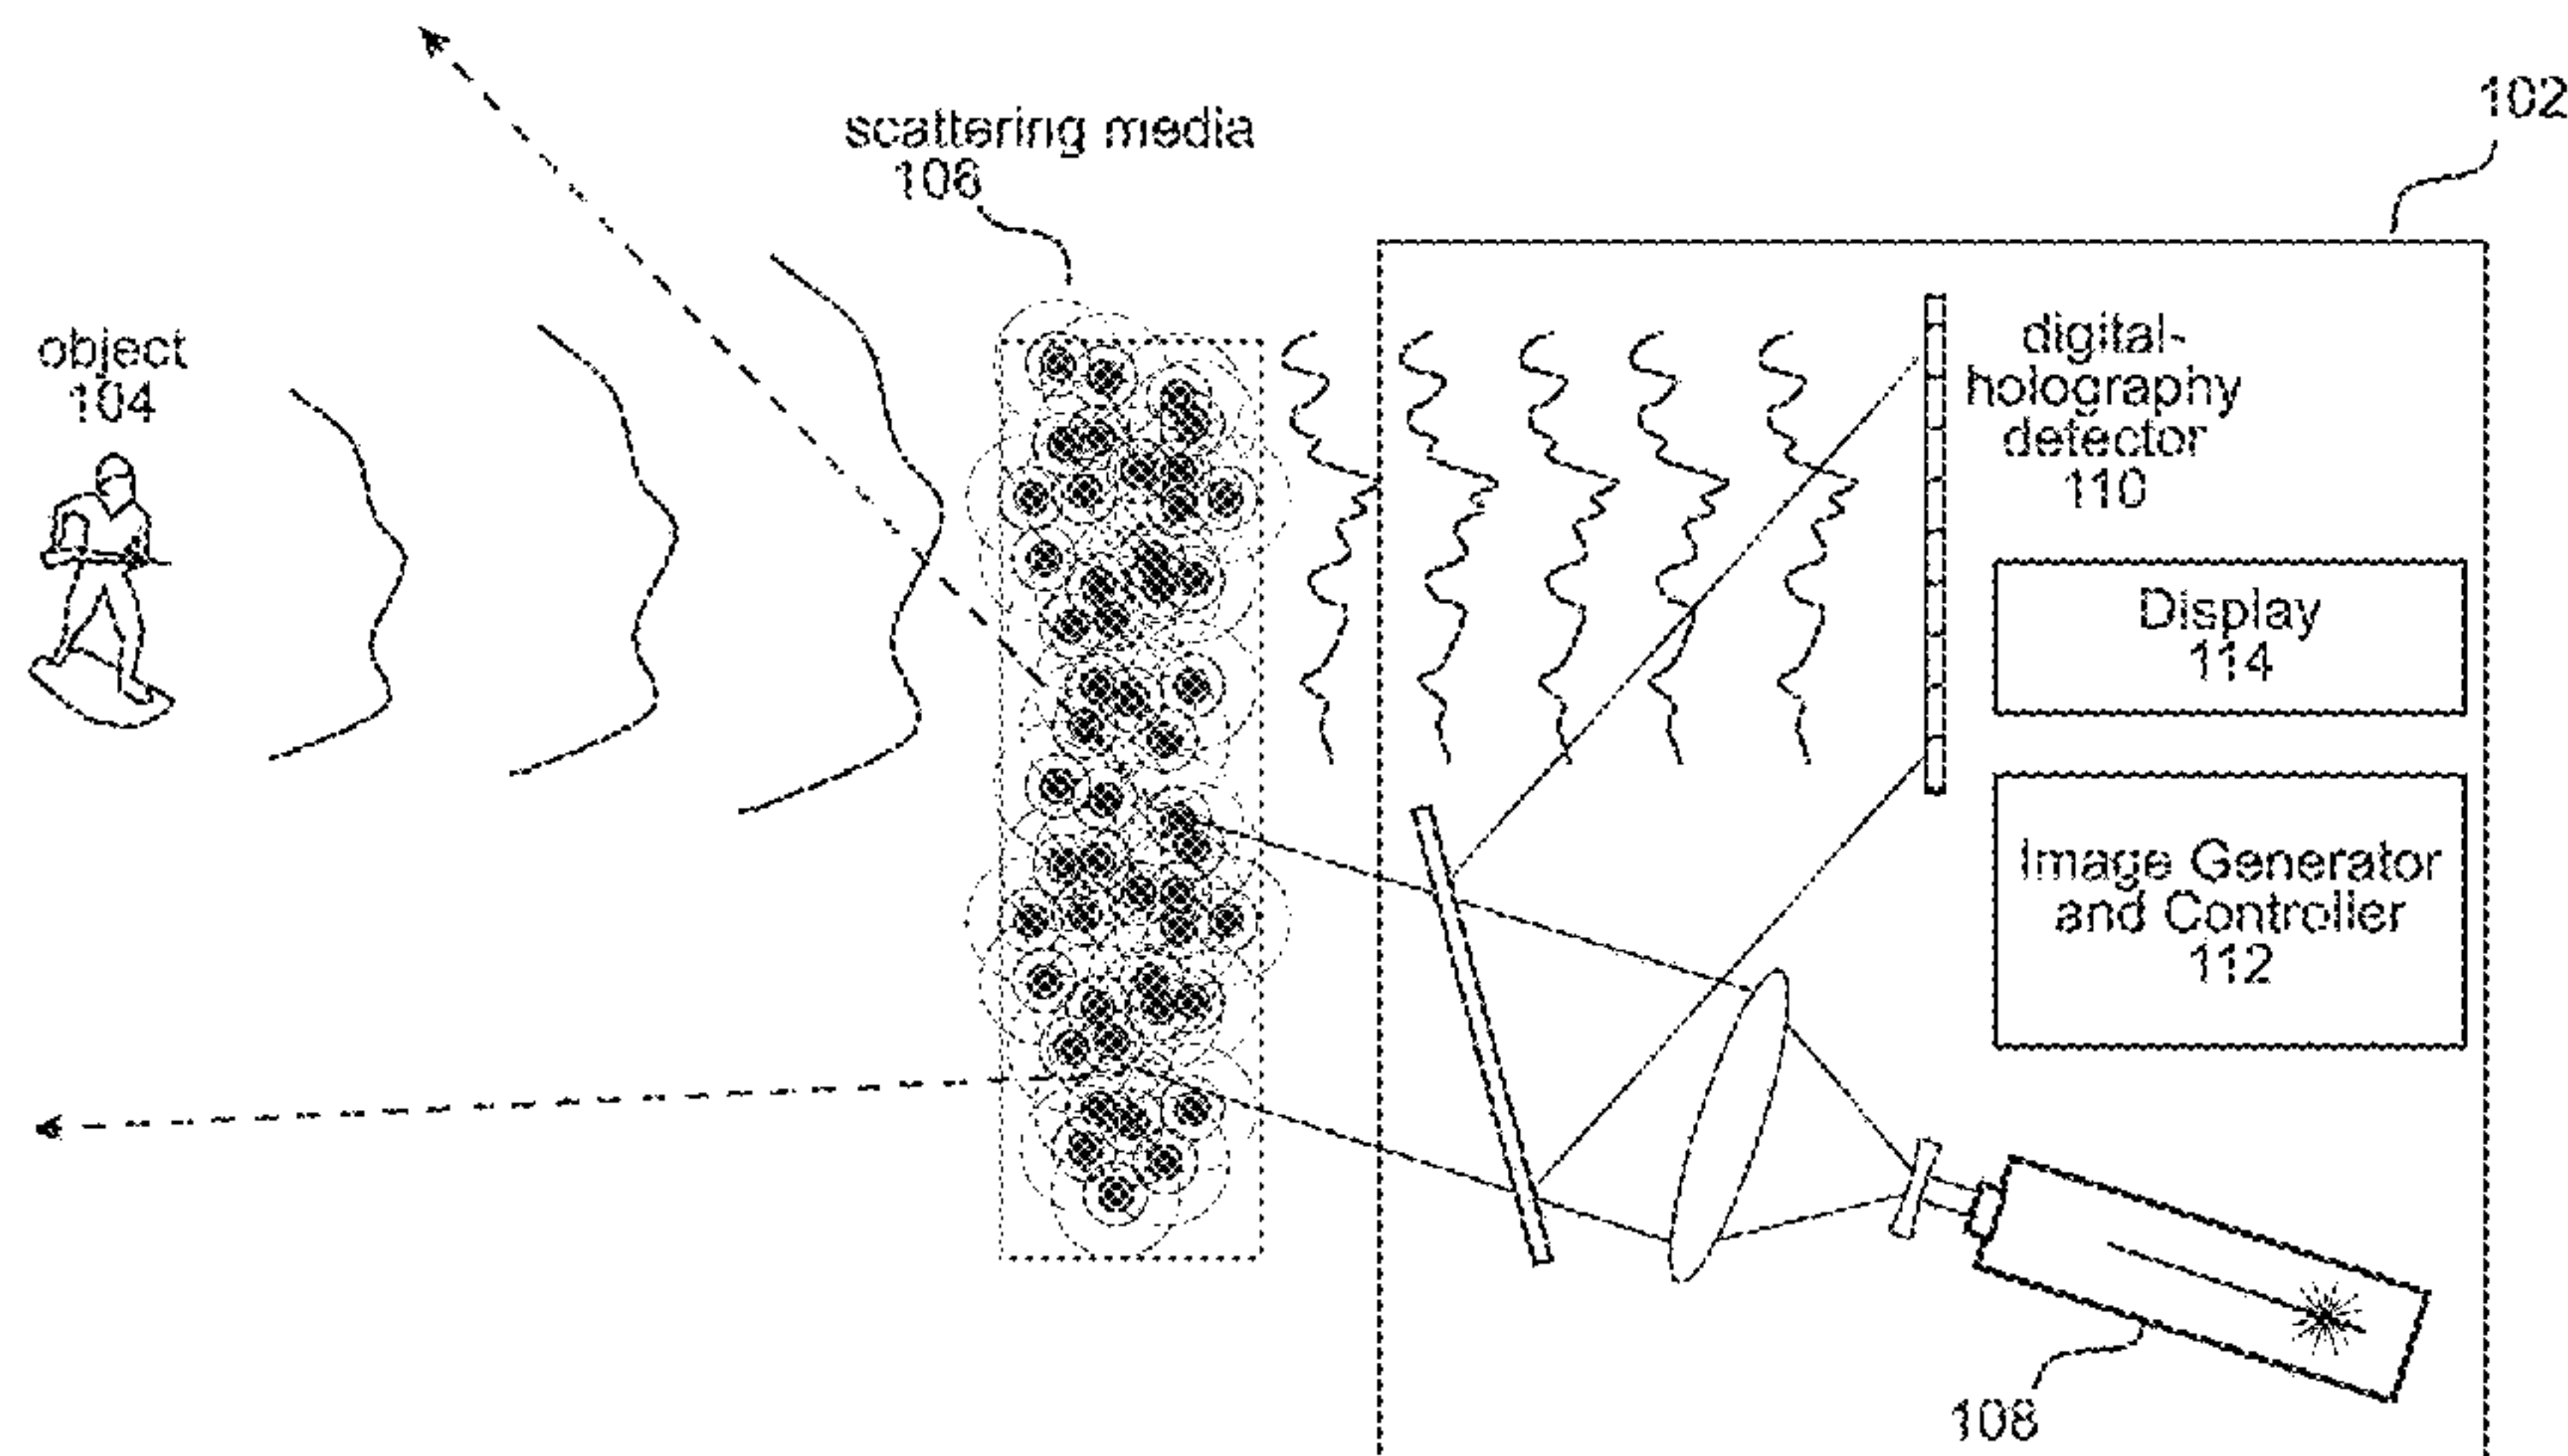 102
scattering media
106
object
104
digital-
holography
detector
110
Display
114
Image Generator
and Controller
112
108